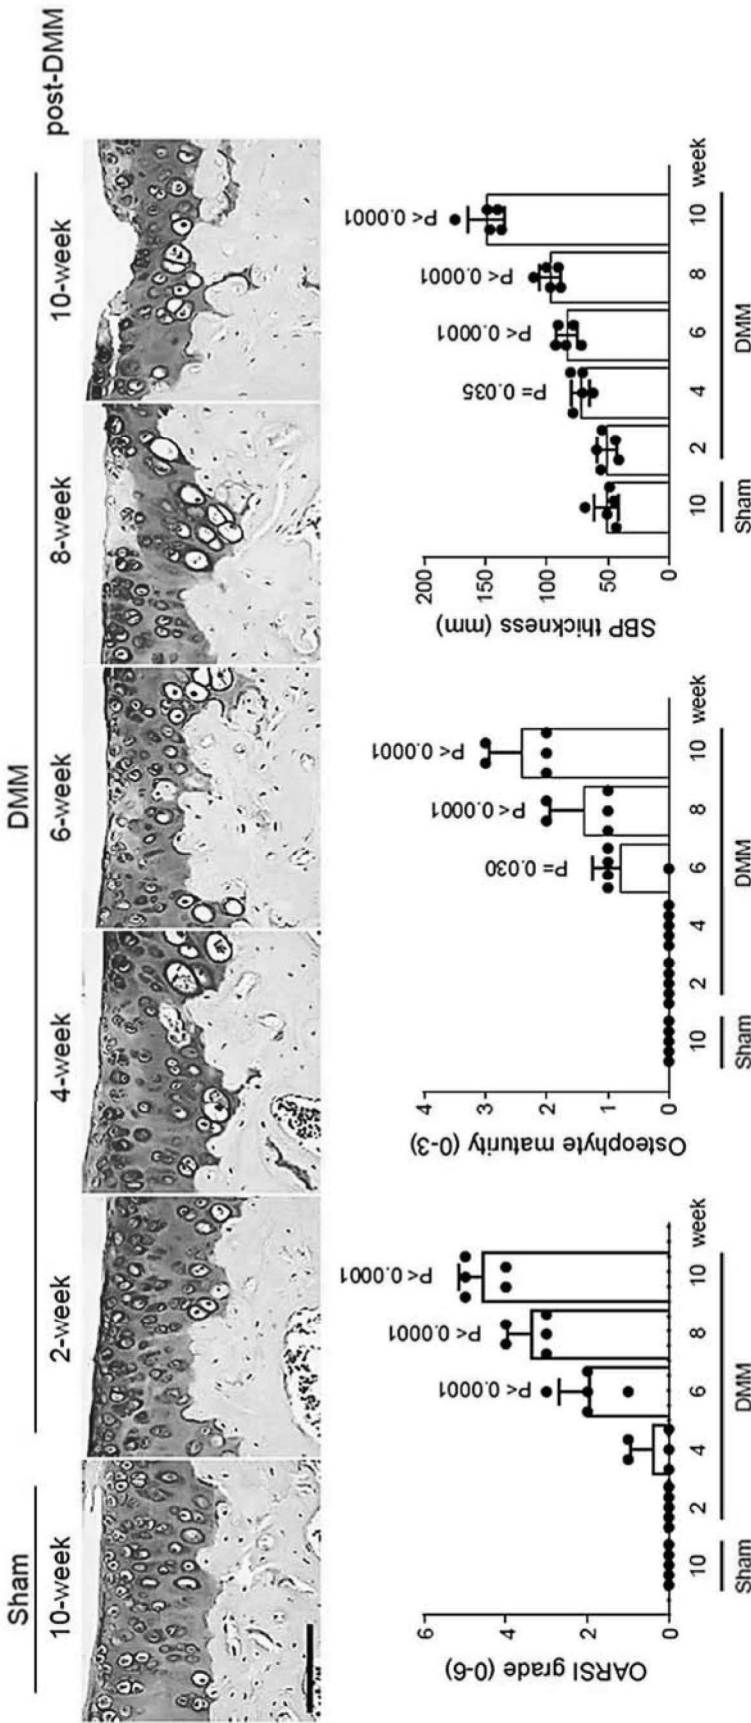 Sham DMM
10-week 2-week 4-week 6-week 8-week 10-week post-DMM
OARSI grade (0-6)
6
4
2
0
P< 0.0001
P< 0.0001
P< 0.0001
10 2 4 6 8 10 week
Sham DMM
Osteophyte maturity (0-3)
4
3
2
1
0
P= 0.030
P< 0.0001
P< 0.0001
10 2 4 6 8 10 week
Sham DMM
SBP thickness (mm)
200
150
100
50
0
P= 0.035
P< 0.0001
P< 0.0001
P< 0.0001
10 2 4 6 8 10 week
Sham DMM